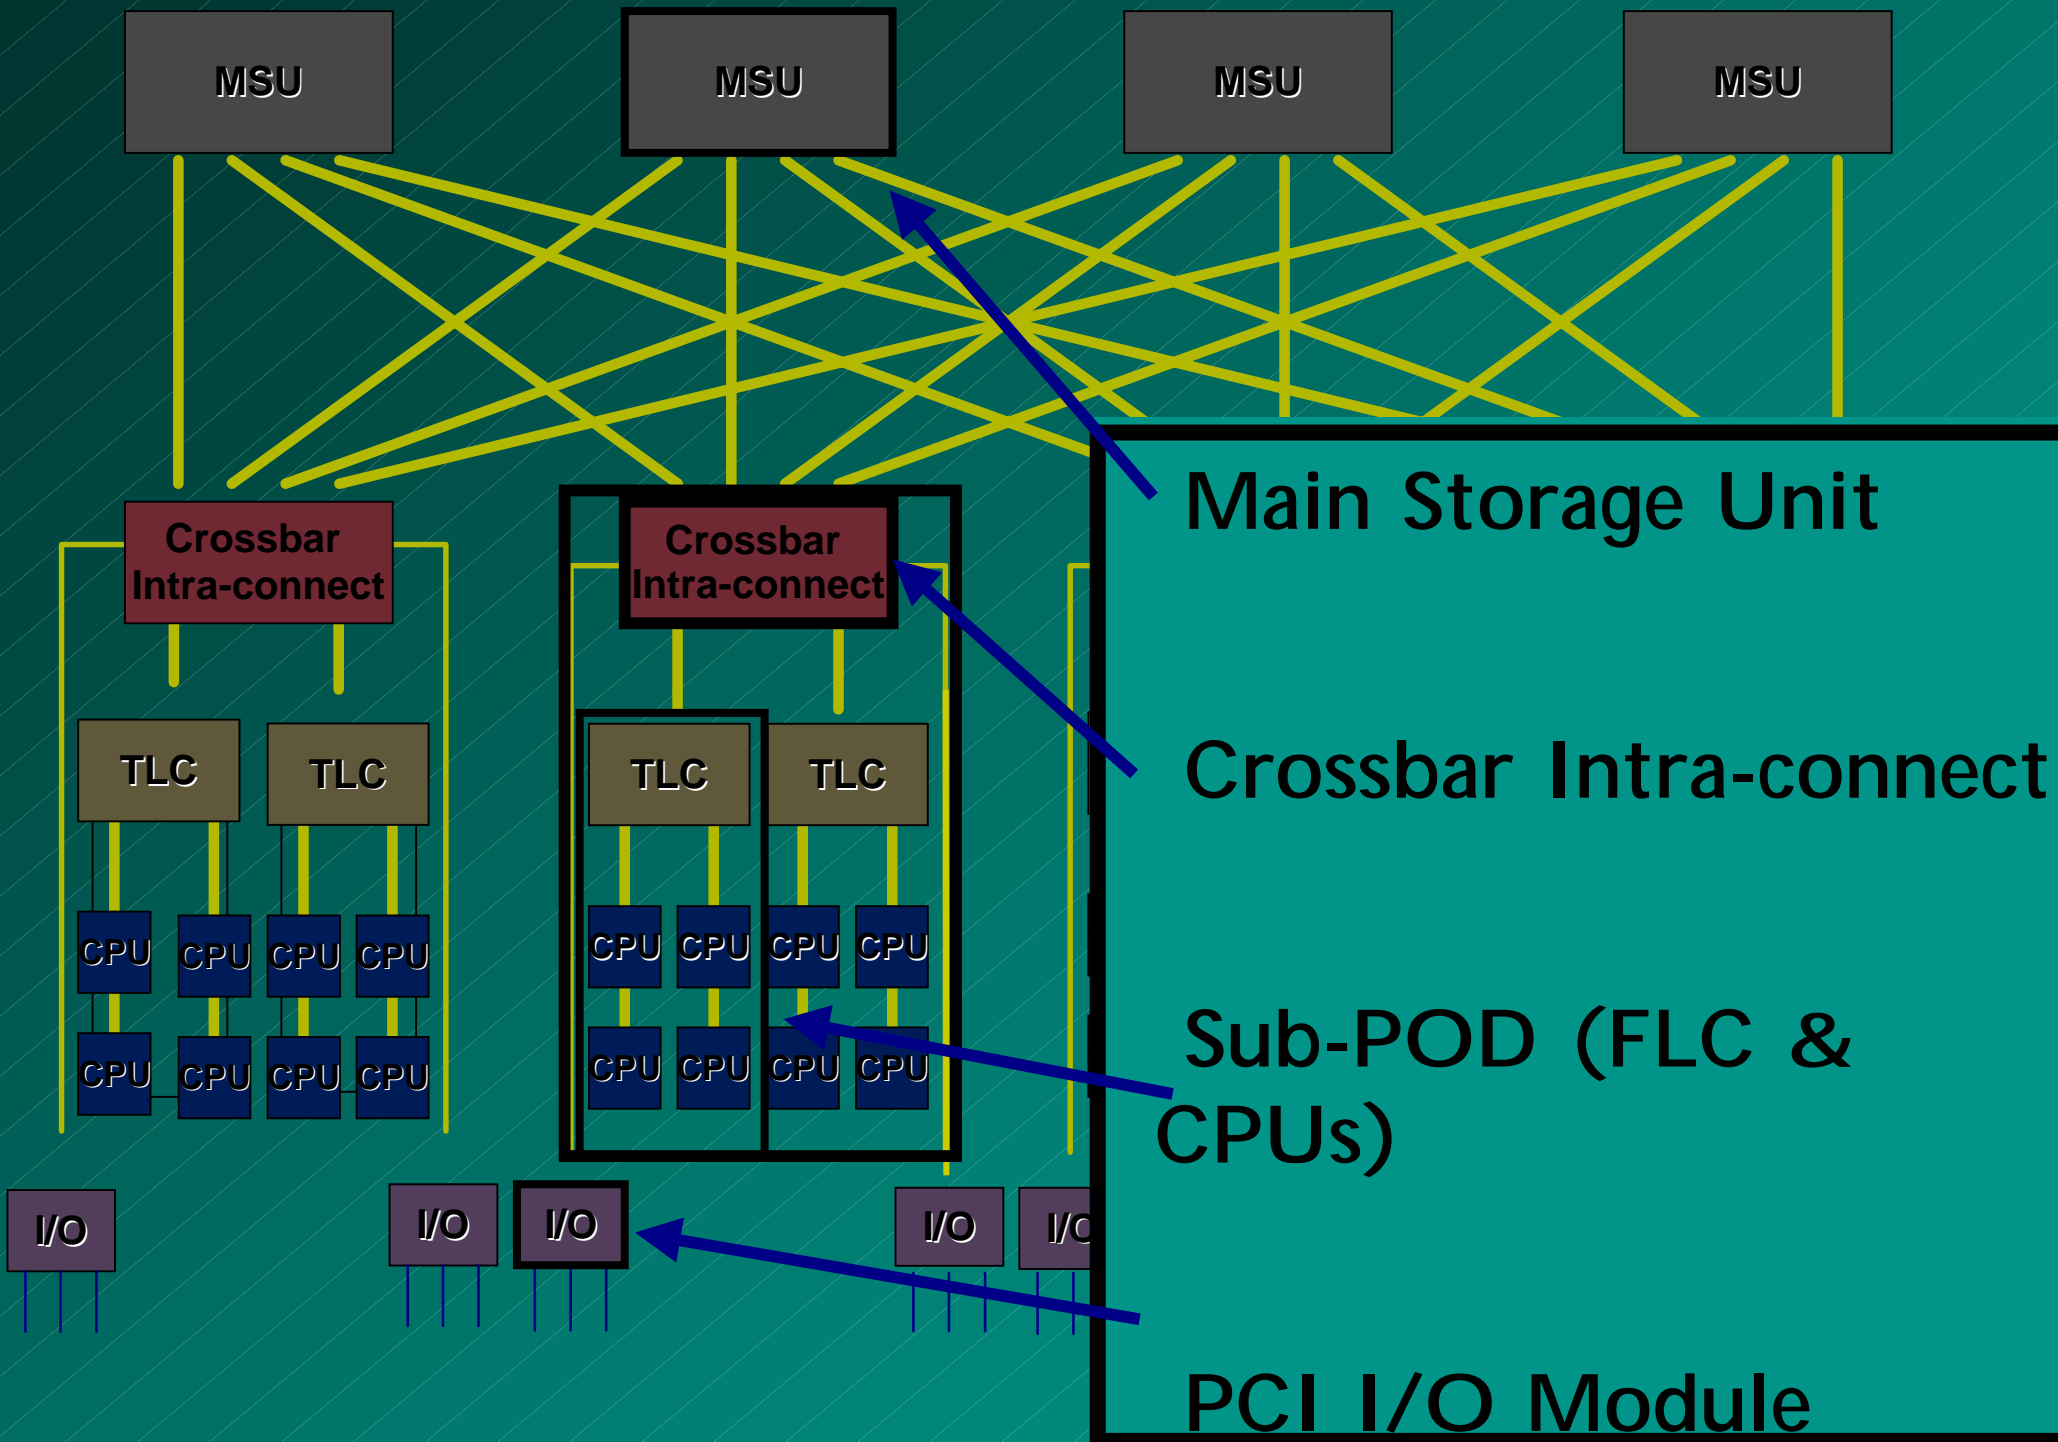 MSU MSU MSU MSU
Crossbar
Intra-connect
Crossbar
Intra-connect
TLC TLC TLC TLC
CPU CPU CPU CPU CPU CPU CPU CPU
CPU CPU CPU CPU CPU CPU CPU CPU
I/O I/O I/O I/O
Main Storage Unit
Crossbar Intra-connect
Sub-POD (FLC &
CPUs)
PCI I/O Module